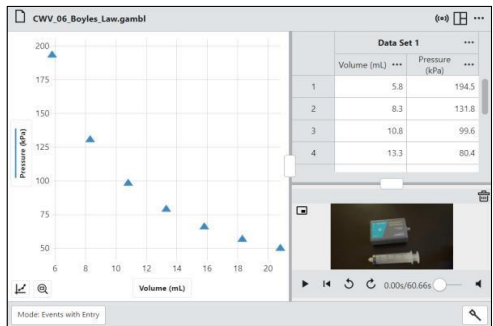 CWV_06_Boyles_Law.gambl
200
175
150
125
100
75
50
Pressure (kPa)
6 8 10 12 14 16 18 20
Volume (mL)
Data Set 1
Volume (mL) Pressure (kPa)
1 5.8 194.5
2 8.3 131.8
3 10.8 99.6
4 13.3 80.4
0.00s/60.66s
Mode: Events with Entry